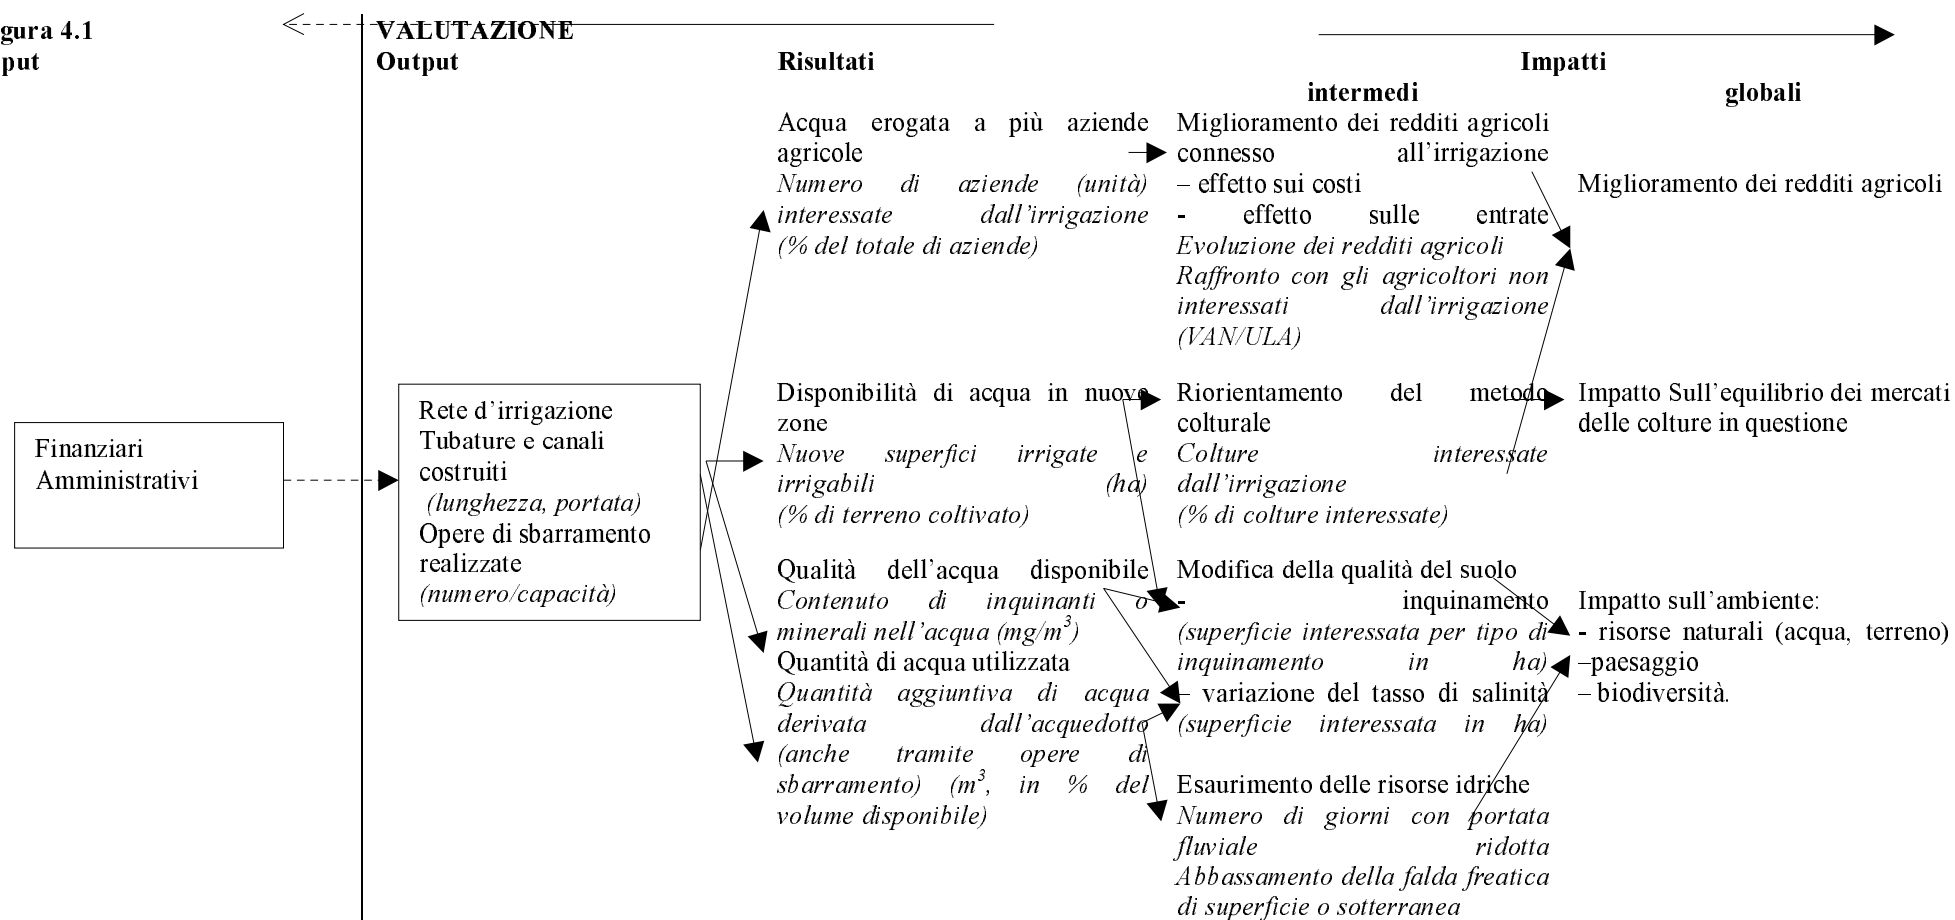 gura 4.1
put
VALUTAZIONE
Output
Risultati
Impatti
intermedi
globali
Finanziari
Amministrativi
Rete d'irrigazione
Tubature e canali
costruiti
(lunghezza, portata)
Opere di sbarramento
realizzate
(numero/capacità)
Acqua erogata a più aziende
agricole
Numero di aziende (unità)
interessate dall'irrigazione
(% del totale di aziende)
Disponibilità di acqua in nuove
zone
Nuove superfici irrigate e
irrigabili (ha)
(% di terreno coltivato)
Qualità dell'acqua disponibile
Contenuto di inquinanti o
minerali nell'acqua (mg/m³)
Quantità di acqua utilizzata
Quantità aggiuntiva di acqua
derivata dall'acquedotto
(anche tramite opere di
sbarramento) (m³, in % del
volume disponibile)
Miglioramento dei redditi agricoli
connesso all'irrigazione
– effetto sui costi
- effetto sulle entrate
Evoluzione dei redditi agricoli
Raffronto con gli agricoltori non
interessati dall'irrigazione
(VAN/ULA)
Riorientamento del metodo
colturale
Colture interessate
dall'irrigazione
(% di colture interessate)
Modifica della qualità del suolo
- inquinamento
(superficie interessata per tipo di
inquinamento in ha)
– variazione del tasso di salinità
(superficie interessata in ha)
Esaurimento delle risorse idriche
Numero di giorni con portata
fluviale ridotta
Abbassamento della falda freatica
di superficie o sotterranea
Miglioramento dei redditi agricoli
Impatto Sull'equilibrio dei mercati
delle colture in questione
Impatto sull'ambiente:
- risorse naturali (acqua, terreno)
–paesaggio
– biodiversità.